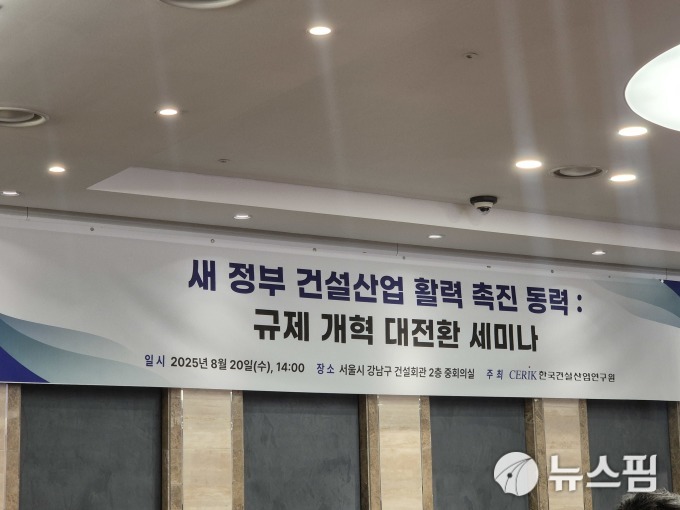 새 정부 건설산업 활력 촉진 동력 :
규제 개혁 대전환 세미나
일시 2025년 8월 20일(수), 14:00 장소 서울시 강남구 건설회관 2층 중회의실 주최 CERIK 한국건설산업연구원
뉴스핌